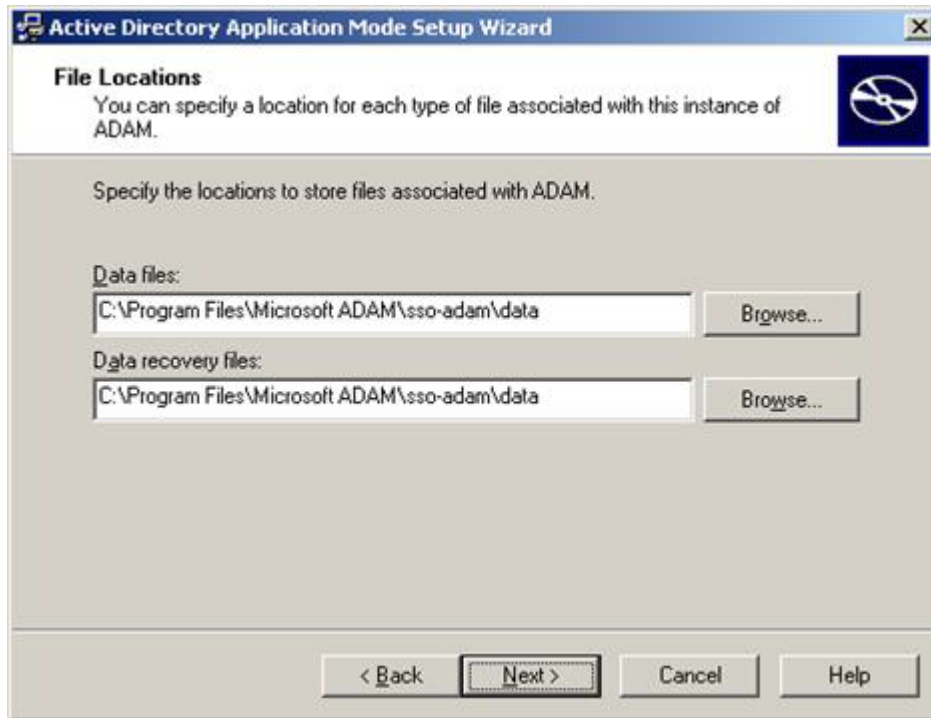 Active Directory Application Mode Setup Wizard
File Locations
You can specify a location for each type of file associated with this instance of
ADAM.
Specify the locations to store files associated with ADAM.
Data files:
C:\Program Files\Microsoft ADAM\sso-adam\data
Browse...
Data recovery files:
C:\Program Files\Microsoft ADAM\sso-adam\data
Browse...
< Back Next > Cancel Help